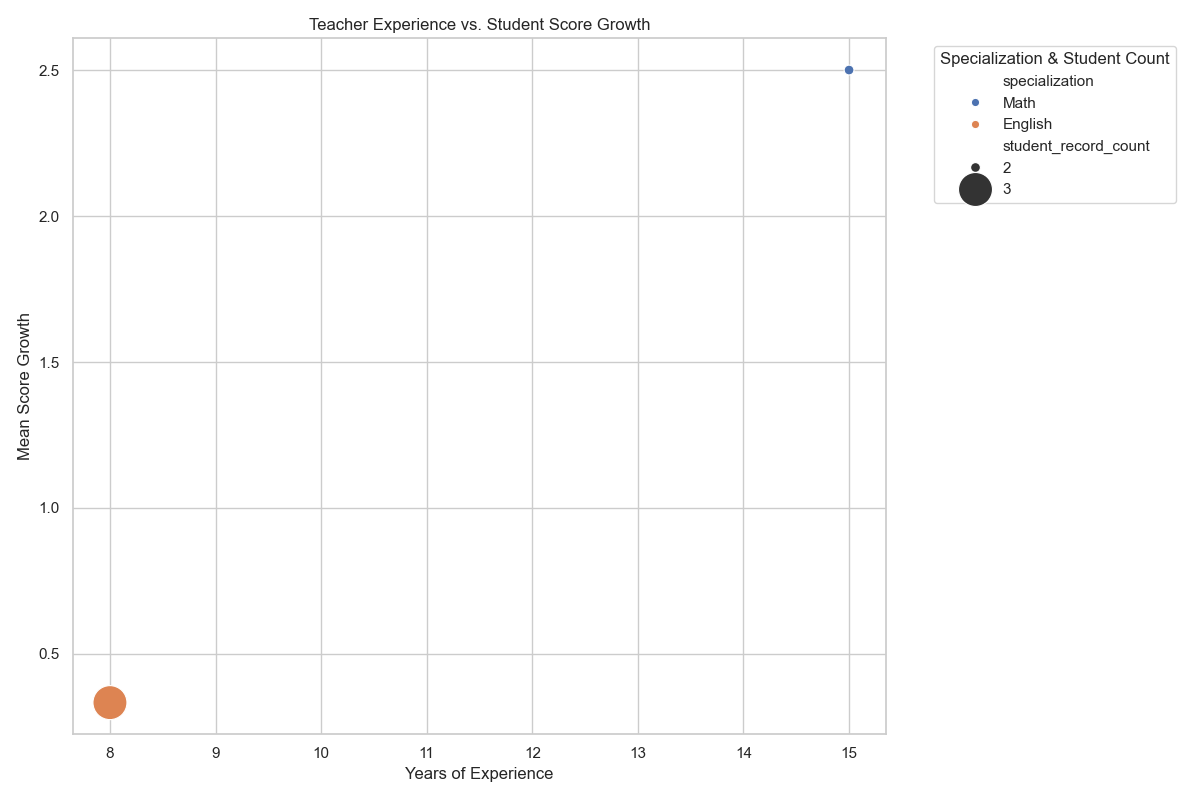 Teacher Experience vs. Student Score Growth
Specialization & Student Count
specialization
Math
English
student_record_count
2
3
Mean Score Growth
2.5
2.0
1.5
1.0
0.5
8 9 10 11 12 13 14 15
Years of Experience